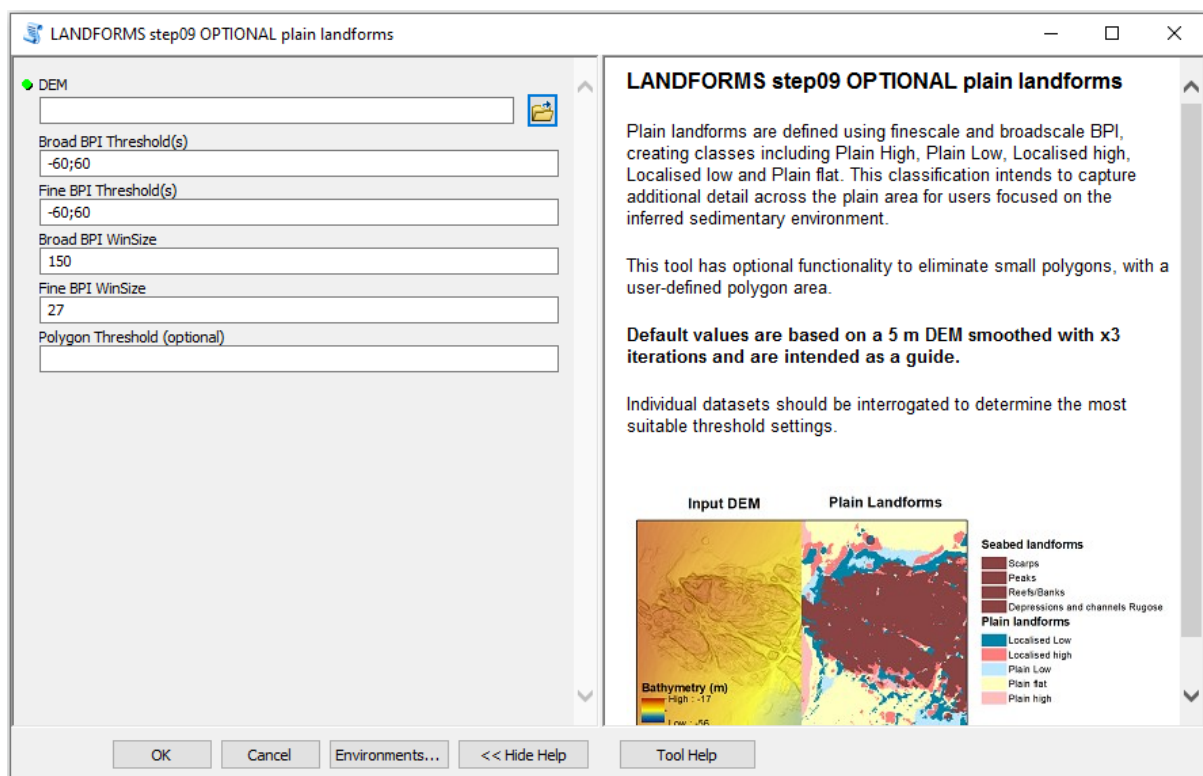 LANDFORMS step09 OPTIONAL plain landforms
DEM
Broad BPI Threshold(s)
-60;60
Fine BPI Threshold(s)
-60;60
Broad BPI WinSize
150
Fine BPI WinSize
27
Polygon Threshold (optional)
LANDFORMS step09 OPTIONAL plain landforms
Plain landforms are defined using finescale and broadscale BPI,
creating classes including Plain High, Plain Low, Localised high,
Localised low and Plain flat. This classification intends to capture
additional detail across the plain area for users focused on the
inferred sedimentary environment.
This tool has optional functionality to eliminate small polygons, with a
user-defined polygon area.
Default values are based on a 5 m DEM smoothed with x3
iterations and are intended as a guide.
Individual datasets should be interrogated to determine the most
suitable threshold settings.
Input DEM
Plain Landforms
Bathymetry (m)
High : -17
Low : -56
Seabed landforms
Scarps
Peaks
Reefs/Banks
Depressions and channels Rugose
Plain landforms
Localised Low
Localised high
Plain Low
Plain flat
Plain high
OK
Cancel
Environments...
<< Hide Help
Tool Help